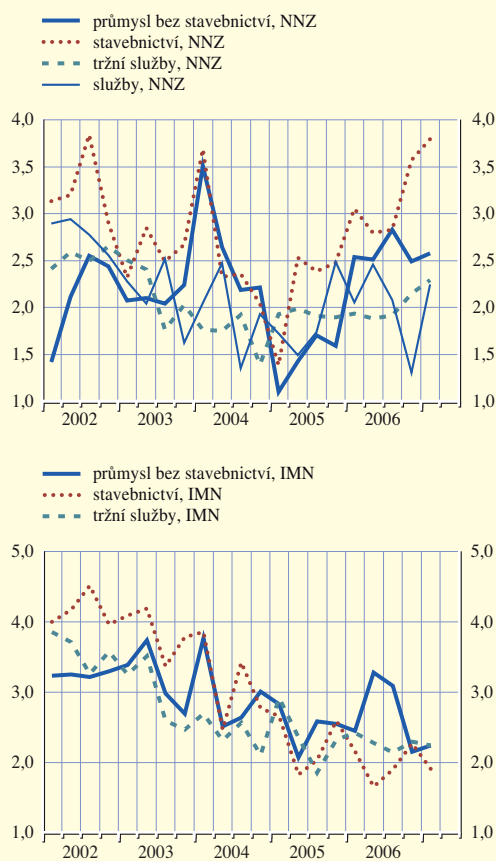 průmysl bez stavebnictví, NNZ
stavebnictví, NNZ
tržní služby, NNZ
služby, NNZ
4,0 4,0
3,5 3,5
3,0 3,0
2,5 2,5
2,0 2,0
1,5 1,5
1,0 1,0
2002 2003 2004 2005 2006
průmysl bez stavebnictví, IMN
stavebnictví, IMN
tržní služby, IMN
5,0 5,0
4,0 4,0
3,0 3,0
2,0 2,0
1,0 1,0
2002 2003 2004 2005 2006